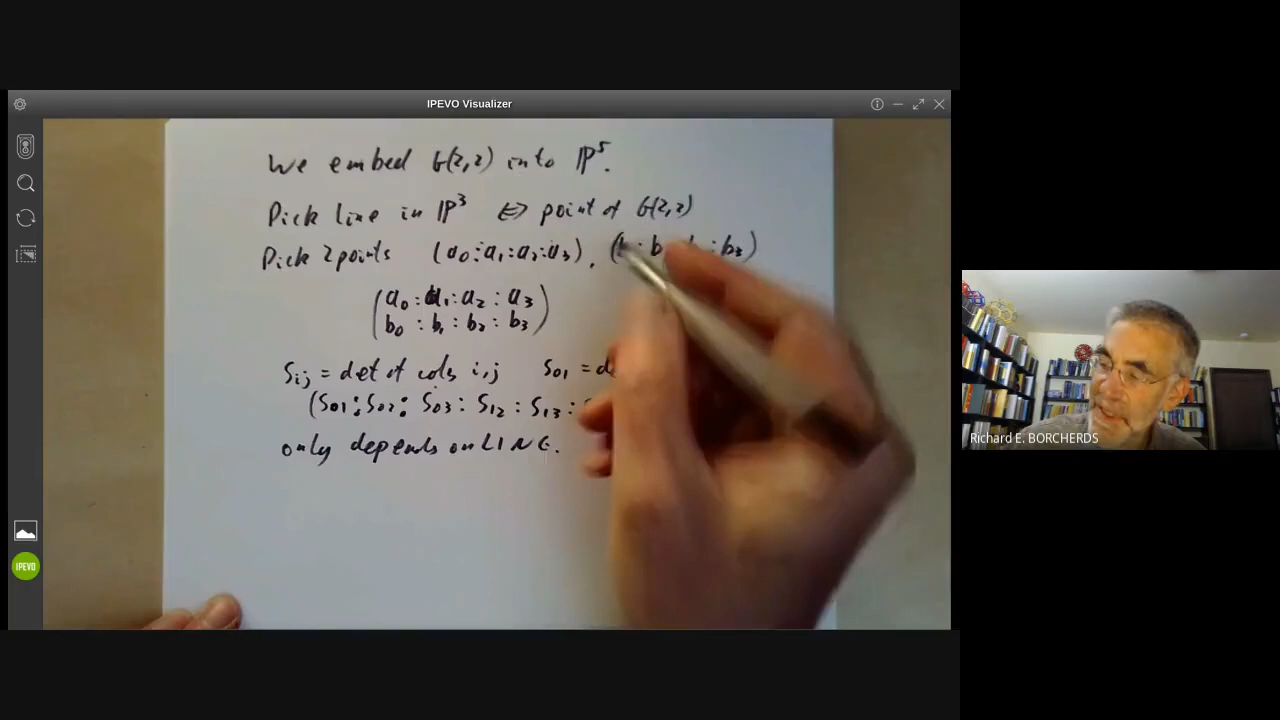 IPEVO Visualizer
We embed G(2,2) into ℙ⁵.
Pick line in ℙ³ ⇔ point of G(2,2)
Pick 2 points (a₀:a₁:a₂:a₃), (b : b : b₃)
(a₀ : a₁ : a₂ : a₃
b₀ : b₁ : b₂ : b₃)
Sᵢⱼ = det of cols i,j S₀₁ = d
(S₀₁ : S₀₂ : S₀₃ : S₁₂ : S₁₃ :
only depends on LINE.
IPEVO
Richard E. BORCHERDS